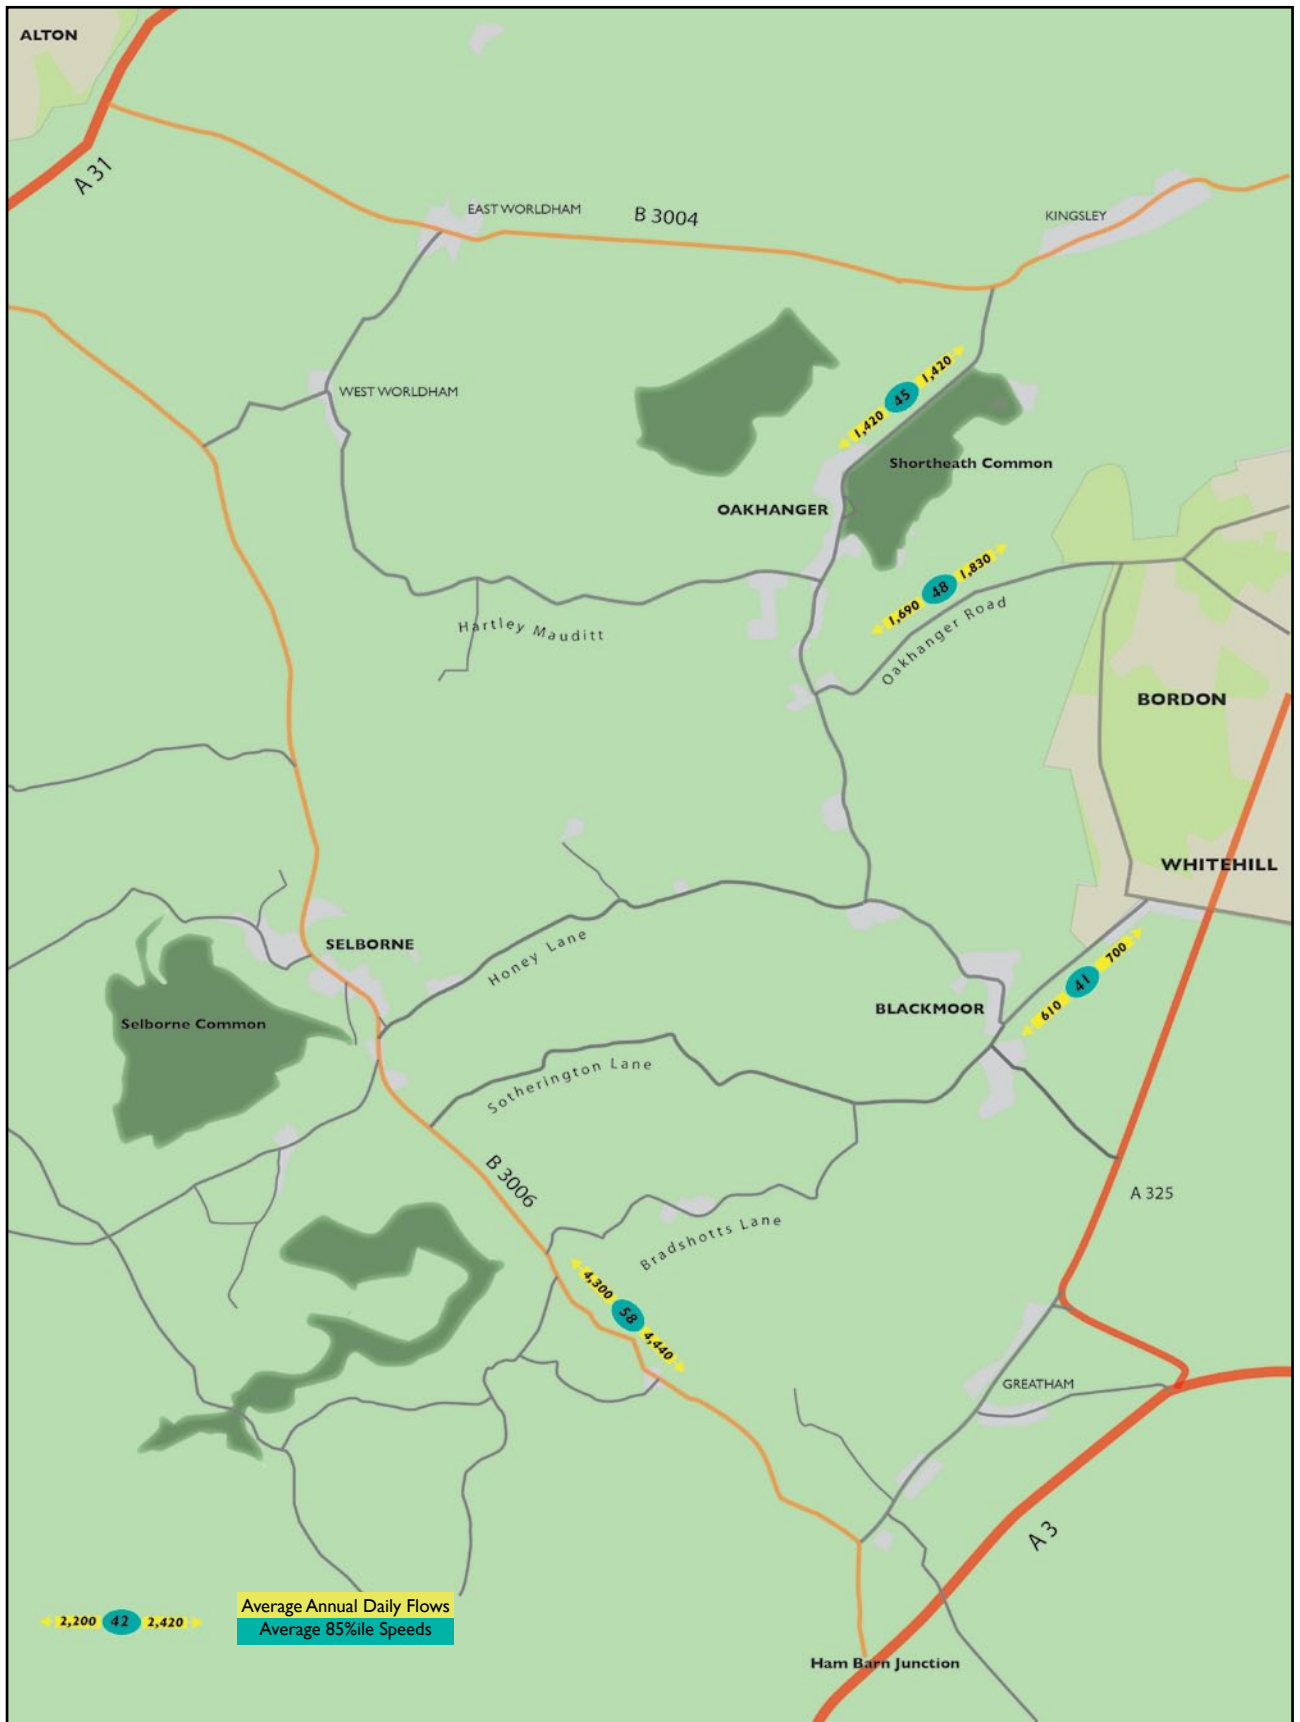 ALTON
A 31
EAST WORLDHAM
B 3004
KINGSLEY
WEST WORLDHAM
1,420 45 1,420
Shortheath Common
OAKHANGER
1,690 48 1,830
Oakhanger Road
Hartley Mauditt
BORDON
WHITEHILL
SELBORNE
Honey Lane
700
41
610
BLACKMOOR
Selborne Common
Sotherington Lane
B 3006
A 325
Bradshotts Lane
4,300 58 4,440
GREATHAM
A 3
2,200 42 2,420
Average Annual Daily Flows
Average 85%ile Speeds
Ham Barn Junction